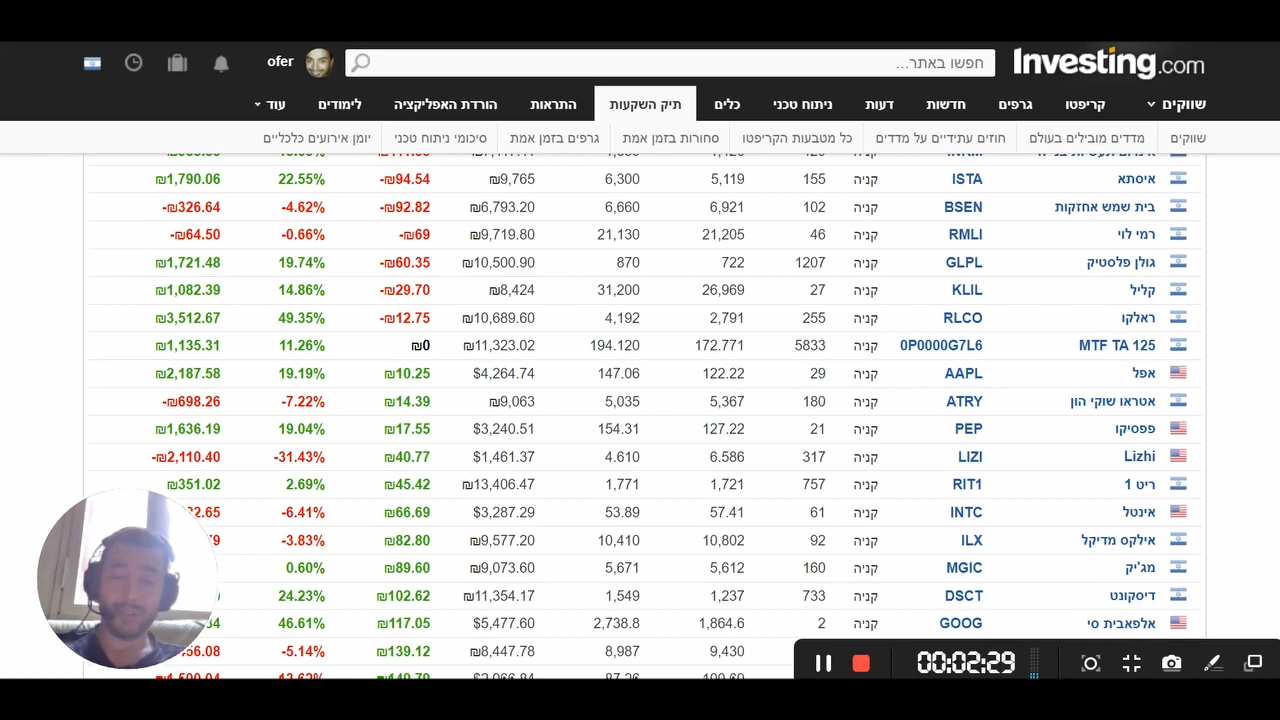 Investing.com חפשו באתר... ofer
שווקים קריפטו גרפים חדשות דעות ניתוח טכני כלים תיק השקעות התראות הורדת האפליקציה לימודים עוד
שווקים מדדים מובילים בעולם חוזים עתידיים על מדדים כל מטבעות הקריפטו סחורות בזמן אמת גרפים בזמן אמת סיכומי ניתוח טכני יומן אירועים כלכליים
איסתא ISTA קניה 155 5,119 6,300 ₪9,765 -₪94.54 22.55% ₪1,790.06
בית שמש אחזקות BSEN קניה 102 6,921 6,660 ₪6,793.20 -₪92.82 -4.62% -₪326.64
רמי לוי RMLI קניה 46 21,205 21,130 ₪9,719.80 -₪69 -0.66% -₪64.50
גולן פלסטיק GLPL קניה 1207 722 870 ₪10,500.90 -₪60.35 19.74% ₪1,721.48
קליל KLIL קניה 27 26,969 31,200 ₪8,424 -₪29.70 14.86% ₪1,082.39
ראלקו RLCO קניה 255 2,791 4,192 ₪10,689.60 -₪12.75 49.35% ₪3,512.67
MTF TA 125 0P0000G7L6 קניה 5833 172.771 194.120 ₪11,323.02 ₪0 11.26% ₪1,135.31
אפל AAPL קניה 29 122.22 147.06 $4,264.74 ₪10.25 19.19% ₪2,187.58
אטראו שוקי הון ATRY קניה 180 5,367 5,035 ₪9,063 ₪14.39 -7.22% -₪698.26
פפסיקו PEP קניה 21 127.22 154.31 $3,240.51 ₪17.55 19.04% ₪1,636.19
Lizhi LIZI קניה 317 6.586 4.610 $1,461.37 ₪40.77 -31.43% -₪2,110.40
ריט 1 RIT1 קניה 757 1,721 1,771 ₪13,406.47 ₪45.42 2.69% ₪351.02
אינטל INTC קניה 61 57.41 53.89 $3,287.29 ₪66.69 -6.41%
אילקס מדיקל ILX קניה 92 10,802 10,410 ₪9,577.20 ₪82.80 -3.83%
מג'יק MGIC קניה 160 5,612 5,671 ₪9,073.60 ₪89.60 0.60%
דיסקונט DSCT קניה 733 1,237 1,549 ₪11,354.17 ₪102.62 24.23%
אלפאבית סי GOOG קניה 2 1,864.6 2,738.8 $5,477.60 ₪117.05 46.61%
9,430 8,987 ₪8,447.78 ₪139.12 -5.14%
00:02:29